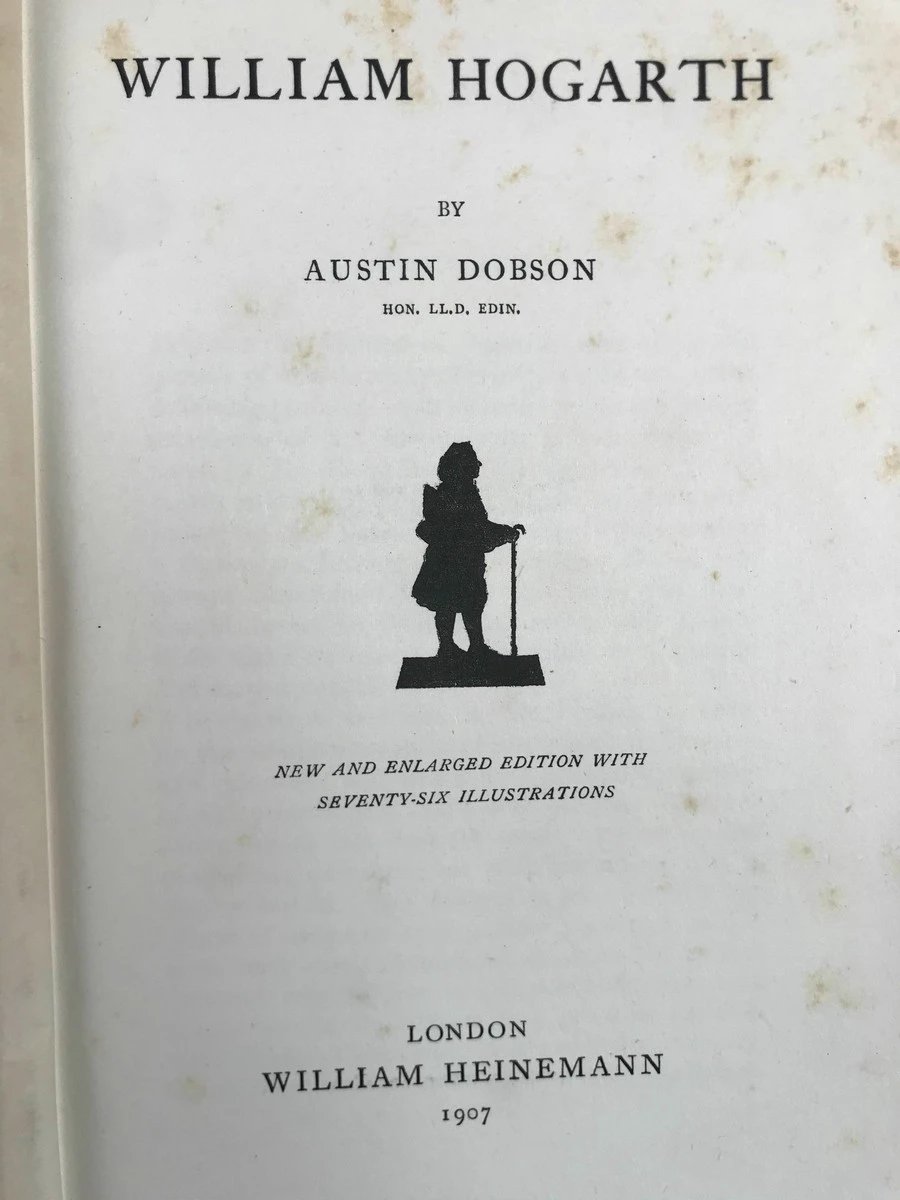 WILLIAM HOGARTH
BY
AUSTIN DOBSON
HON. LL.D. EDIN.
NEW AND ENLARGED EDITION WITH
SEVENTY-SIX ILLUSTRATIONS
LONDON
WILLIAM HEINEMANN
1907